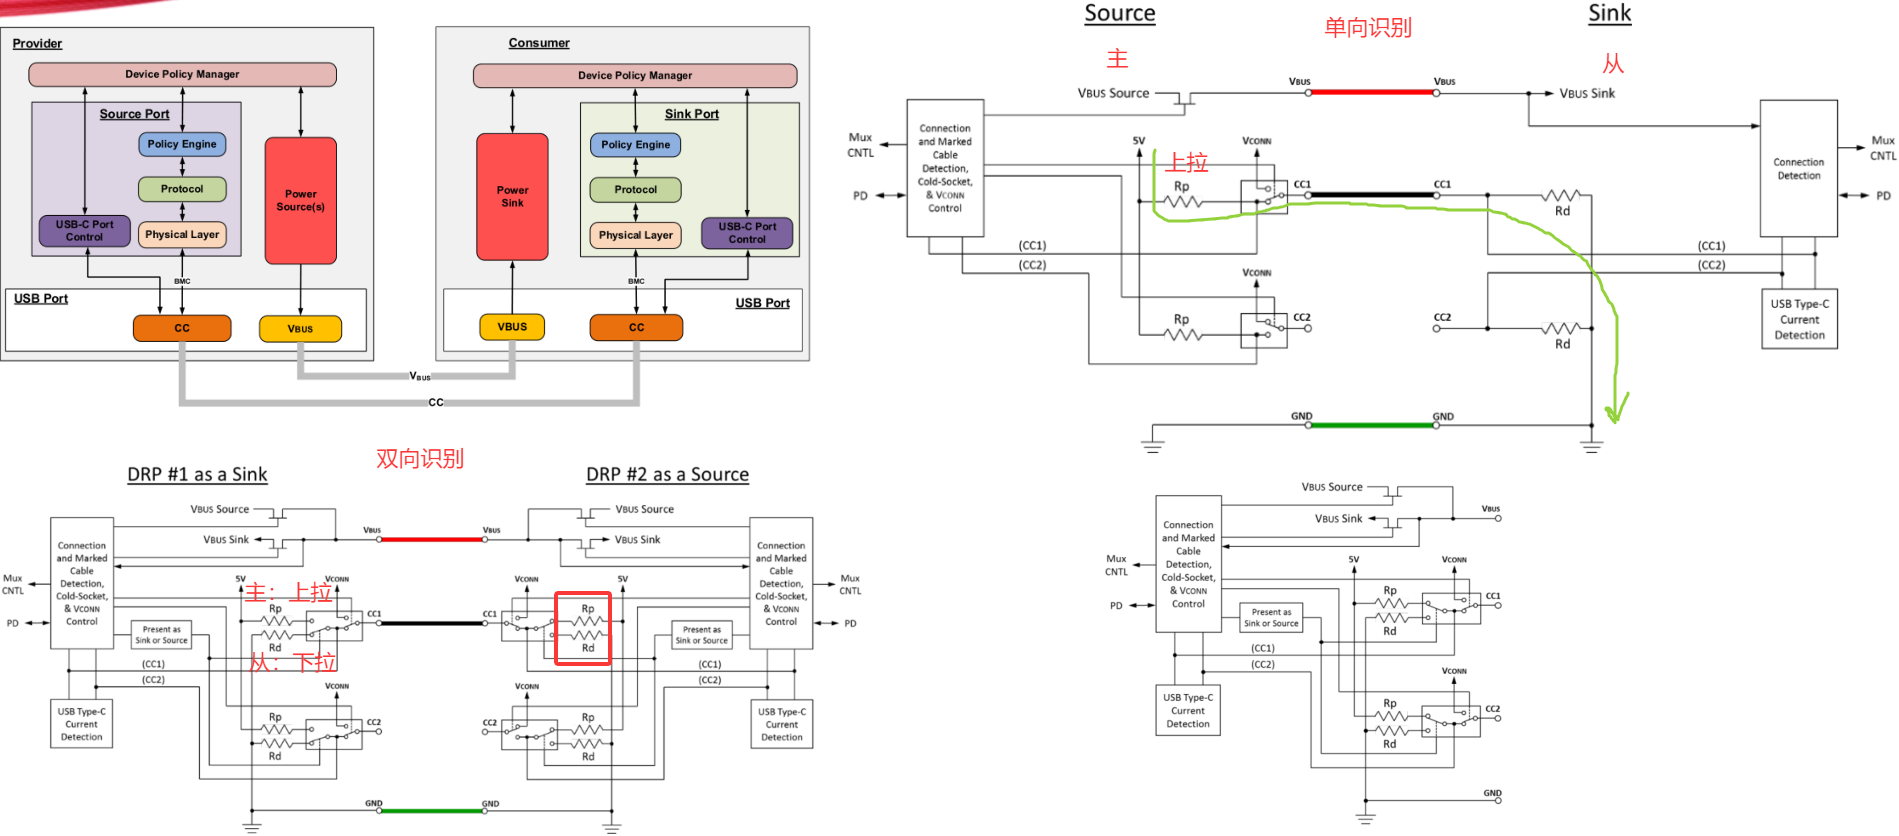 Provider
Device Policy Manager
Source Port
Policy Engine
Protocol
Physical Layer
USB-C Port
Control
Power
Source(s)
BMC
USB Port
CC
VBUS
Consumer
Device Policy Manager
Sink Port
Power
Sink
Policy Engine
Protocol
Physical Layer
USB-C Port
Control
BMC
USB Port
VBUS
CC
VBUS
CC
Source
单向识别
Sink
主
从
VBUS Source
VBUS
VBUS
VBUS Sink
Connection
and Marked
Cable
Detection,
Cold-Socket,
& VCONN
Control
Mux
CNTL
PD
5V
上拉
Rp
VCONN
CC1
CC1
Rd
(CC1)
(CC1)
(CC2)
(CC2)
VCONN
Rp
CC2
CC2
Rd
Connection
Detection
Mux
CNTL
PD
USB Type-C
Current
Detection
GND
GND
双向识别
DRP #1 as a Sink
DRP #2 as a Source
VBUS Source
VBUS Sink
VBUS
VBUS
VBUS Source
VBUS Sink
Connection
and Marked
Cable
Detection,
Cold-Socket,
& VCONN
Control
Mux
CNTL
PD
5V
VCONN
主：上拉
Rp
Rd
CC1
Present as
Sink or Source
从：下拉
(CC1)
(CC2)
VCONN
Rp
Rd
CC2
USB Type-C
Current
Detection
GND
VCONN
5V
CC1
Rp
Rd
Present as
Sink or Source
(CC1)
(CC2)
VCONN
CC2
Rp
Rd
Connection
and Marked
Cable
Detection,
Cold-Socket,
& VCONN
Control
Mux
CNTL
PD
USB Type-C
Current
Detection
GND
VBUS Source
VBUS Sink
VBUS
Connection
and Marked
Cable
Detection,
Cold-Socket,
& VCONN
Control
Mux
CNTL
PD
5V
VCONN
Rp
Rd
CC1
Present as
Sink or Source
(CC1)
(CC2)
VCONN
Rp
Rd
CC2
USB Type-C
Current
Detection
GND